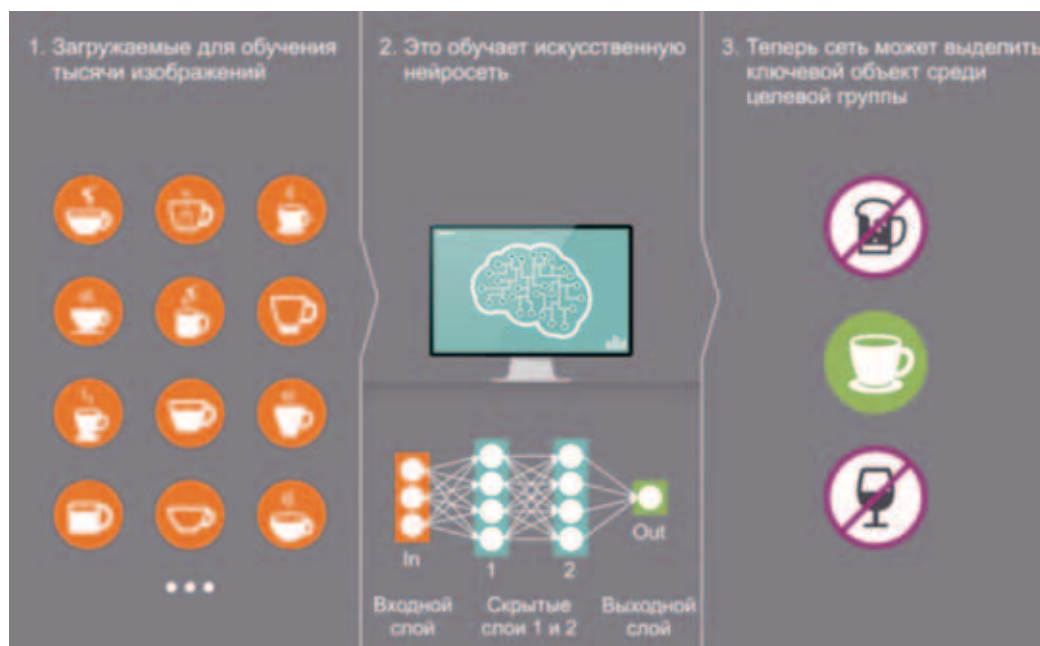 1. Загружаемые для обучения
тысячи изображений
2. Это обучает искусственную
нейросеть
3. Теперь сеть может выделить
ключевой объект среди
целевой группы
In
1
2
Out
Входной
слой
Скрытые
слои 1 и 2
Выходной
слой